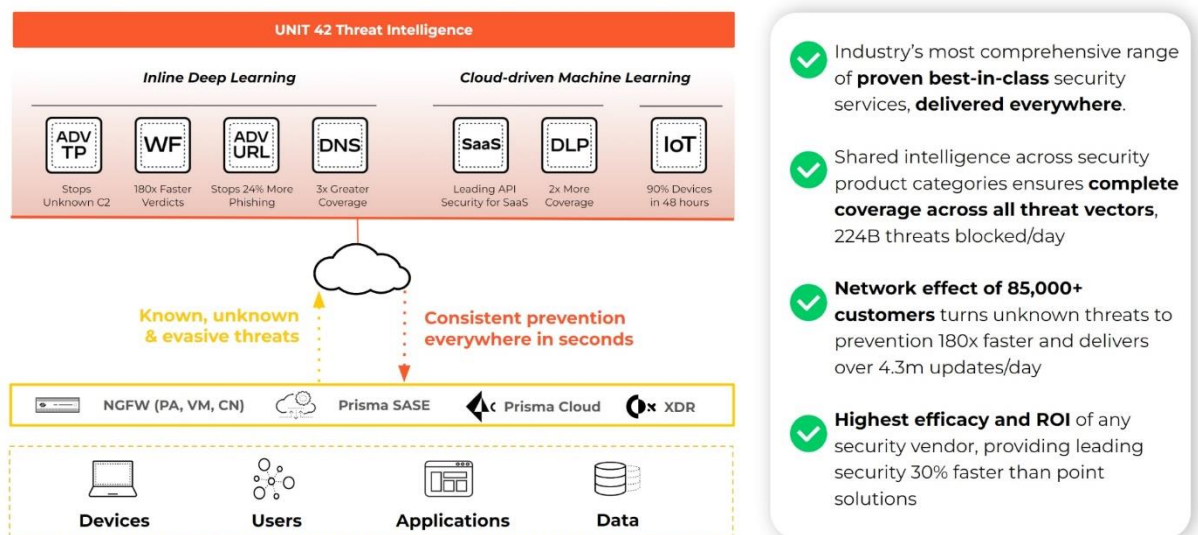 UNIT 42 Threat Intelligence
Inline Deep Learning
Cloud-driven Machine Learning
ADV
TP
WF
ADV
URL
DNS
SaaS
DLP
IoT
Stops
Unknown C2
180x Faster
Verdicts
Stops 24% More
Phishing
3x Greater
Coverage
Leading API
Security for SaaS
2x More
Coverage
90% Devices
in 48 hours
Known, unknown
& evasive threats
Consistent prevention
everywhere in seconds
NGFW (PA, VM, CN)
Prisma SASE
Prisma Cloud
XDR
Devices
Users
Applications
Data
Industry's most comprehensive range
of proven best-in-class security
services, delivered everywhere.
Shared intelligence across security
product categories ensures complete
coverage across all threat vectors,
224B threats blocked/day
Network effect of 85,000+
customers turns unknown threats to
prevention 180x faster and delivers
over 4.3m updates/day
Highest efficacy and ROI of any
security vendor, providing leading
security 30% faster than point
solutions